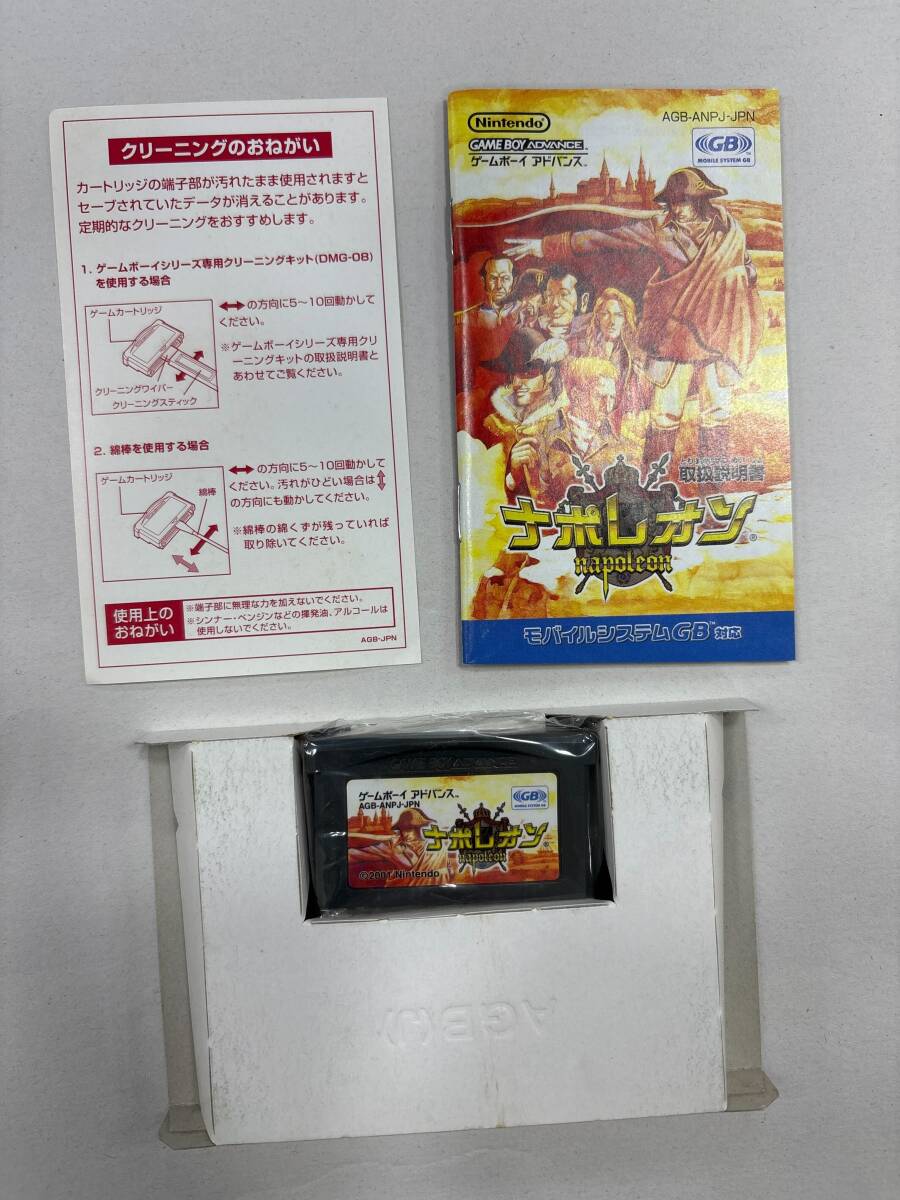 クリーニングのおねがい
カートリッジの端子部が汚れたまま使用されますと
セーブされていたデータが消えることがあります。
定期的なクリーニングをおすすめします。
1. ゲームボーイシリーズ専用クリーニングキット(DMG-08)
を使用する場合
ゲームカートリッジ
クリーニングワイパー
クリーニングスティック
の方向に5〜10回動かして
ください。
※ゲームボーイシリーズ専用クリ
ーニングキットの取扱説明書と
あわせてご覧ください。
2. 綿棒を使用する場合
ゲームカートリッジ
綿棒
の方向に5〜10回動かして
ください。汚れがひどい場合は
の方向にも動かしてください。
※綿棒の綿くずが残っていれば
取り除いてください。
使用上の
おねがい
※端子部に無理な力を加えないでください。
※シンナー・ベンジンなどの揮発油、アルコールは
使用しないでください。
AGB-JPN
Nintendo
AGB-ANPJ-JPN
GAME BOY ADVANCE™
ゲームボーイ アドバンス™
GB™
MOBILE SYSTEM GB
取扱説明書
ナポレオン®
napoleon
モバイルシステムGB™対応
GAME BOY ADVANCE
ゲームボーイ アドバンス™
AGB-ANPJ-JPN
GB™
MOBILE SYSTEM GB
ナポレオン®
napoleon
©2001 Nintendo
AGB(J)